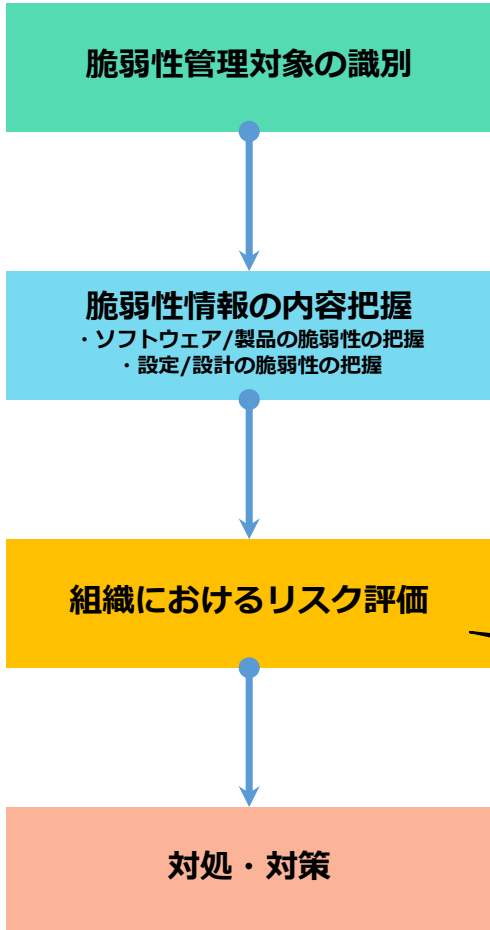 脆弱性管理対象の識別
脆弱性情報の内容把握
・ソフトウェア/製品の脆弱性の把握
・設定/設計の脆弱性の把握
組織におけるリスク評価
対処・対策